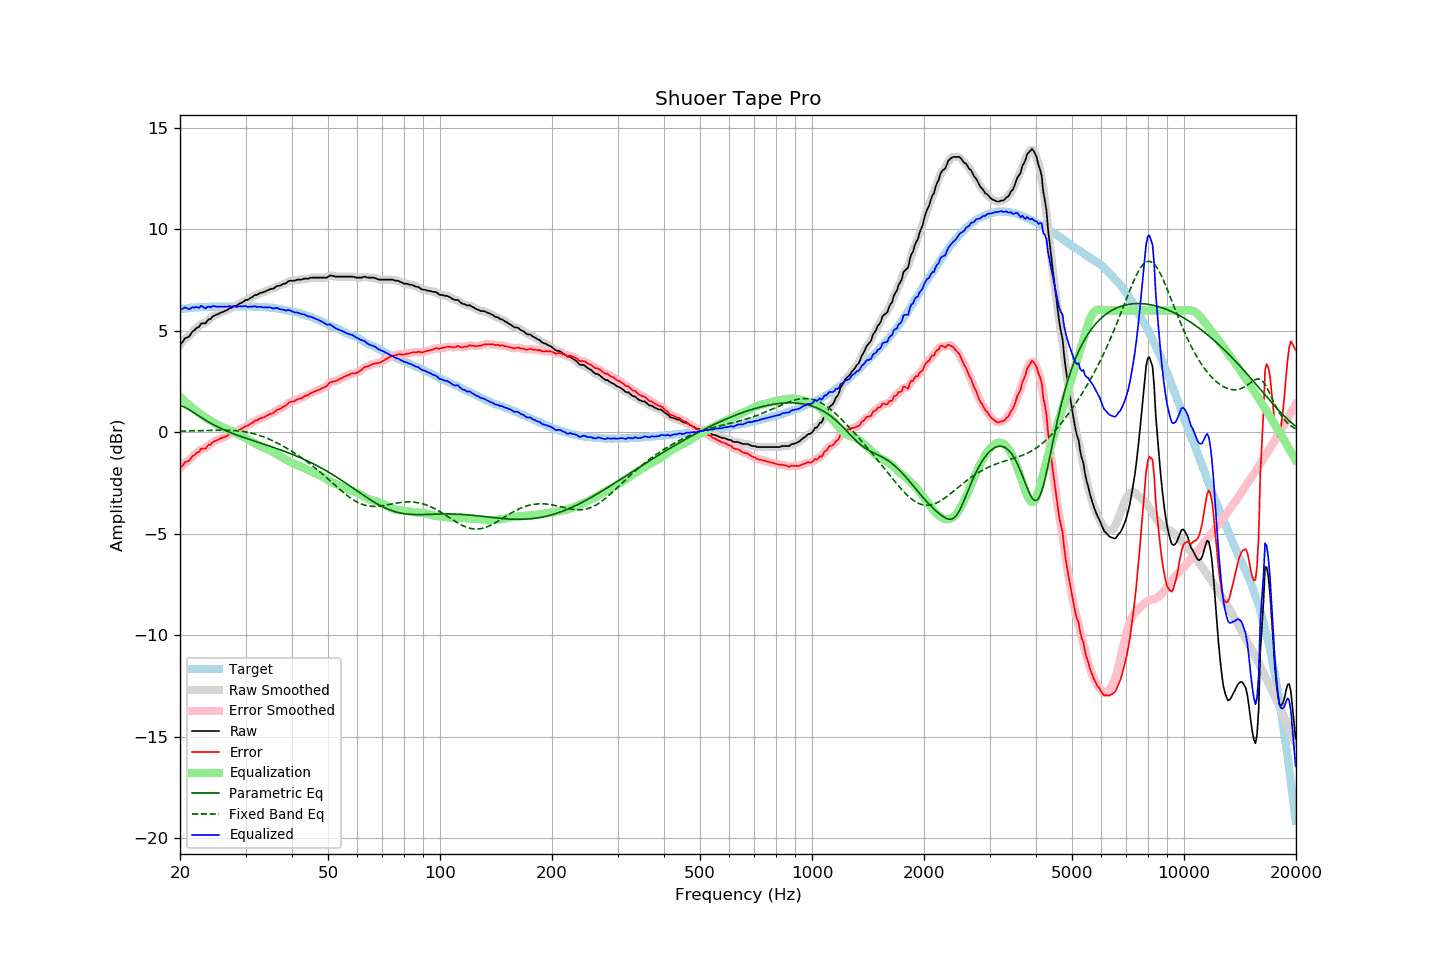 Shuoer Tape Pro
Amplitude (dBr)
15
10
5
0
−5
−10
−15
−20
Target
Raw Smoothed
Error Smoothed
Raw
Error
Equalization
Parametric Eq
Fixed Band Eq
Equalized
20 50 100 200 500 1000 2000 5000 10000 20000
Frequency (Hz)